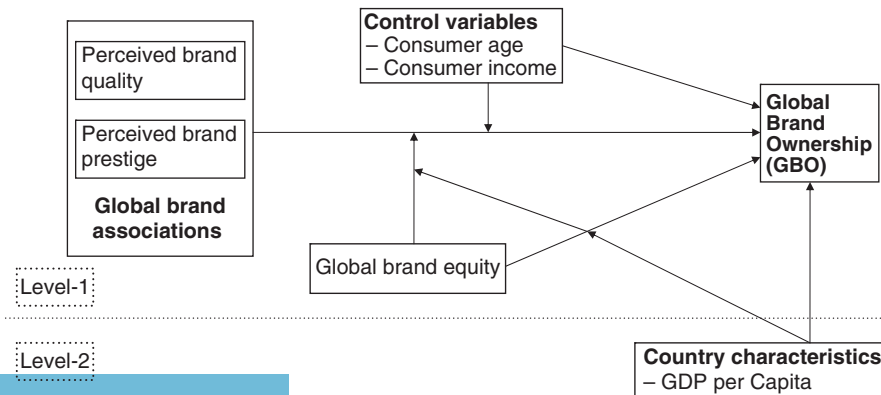 Perceived brand
quality
Perceived brand
prestige
Global brand
associations
Control variables
– Consumer age
– Consumer income
Global
Brand
Ownership
(GBO)
Global brand equity
Level-1
Level-2
Country characteristics
– GDP per Capita